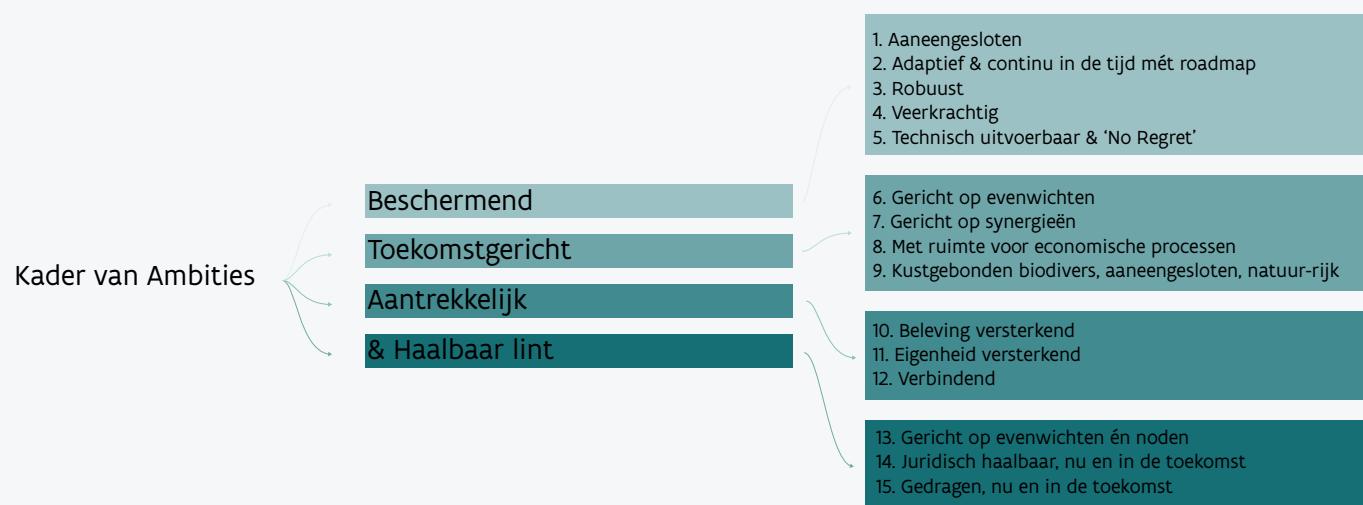 Kader van Ambities
Beschermend
Toekomstgericht
Aantrekkelijk
& Haalbaar lint
1. Aaneengesloten
2. Adaptief & continu in de tijd mét roadmap
3. Robuust
4. Veerkrachtig
5. Technisch uitvoerbaar & ‘No Regret’
6. Gericht op evenwichten
7. Gericht op synergieën
8. Met ruimte voor economische processen
9. Kustgebonden biodivers, aaneengesloten, natuur-rijk
10. Beleving versterkend
11. Eigenheid versterkend
12. Verbindend
13. Gericht op evenwichten én noden
14. Juridisch haalbaar, nu en in de toekomst
15. Gedragen, nu en in de toekomst